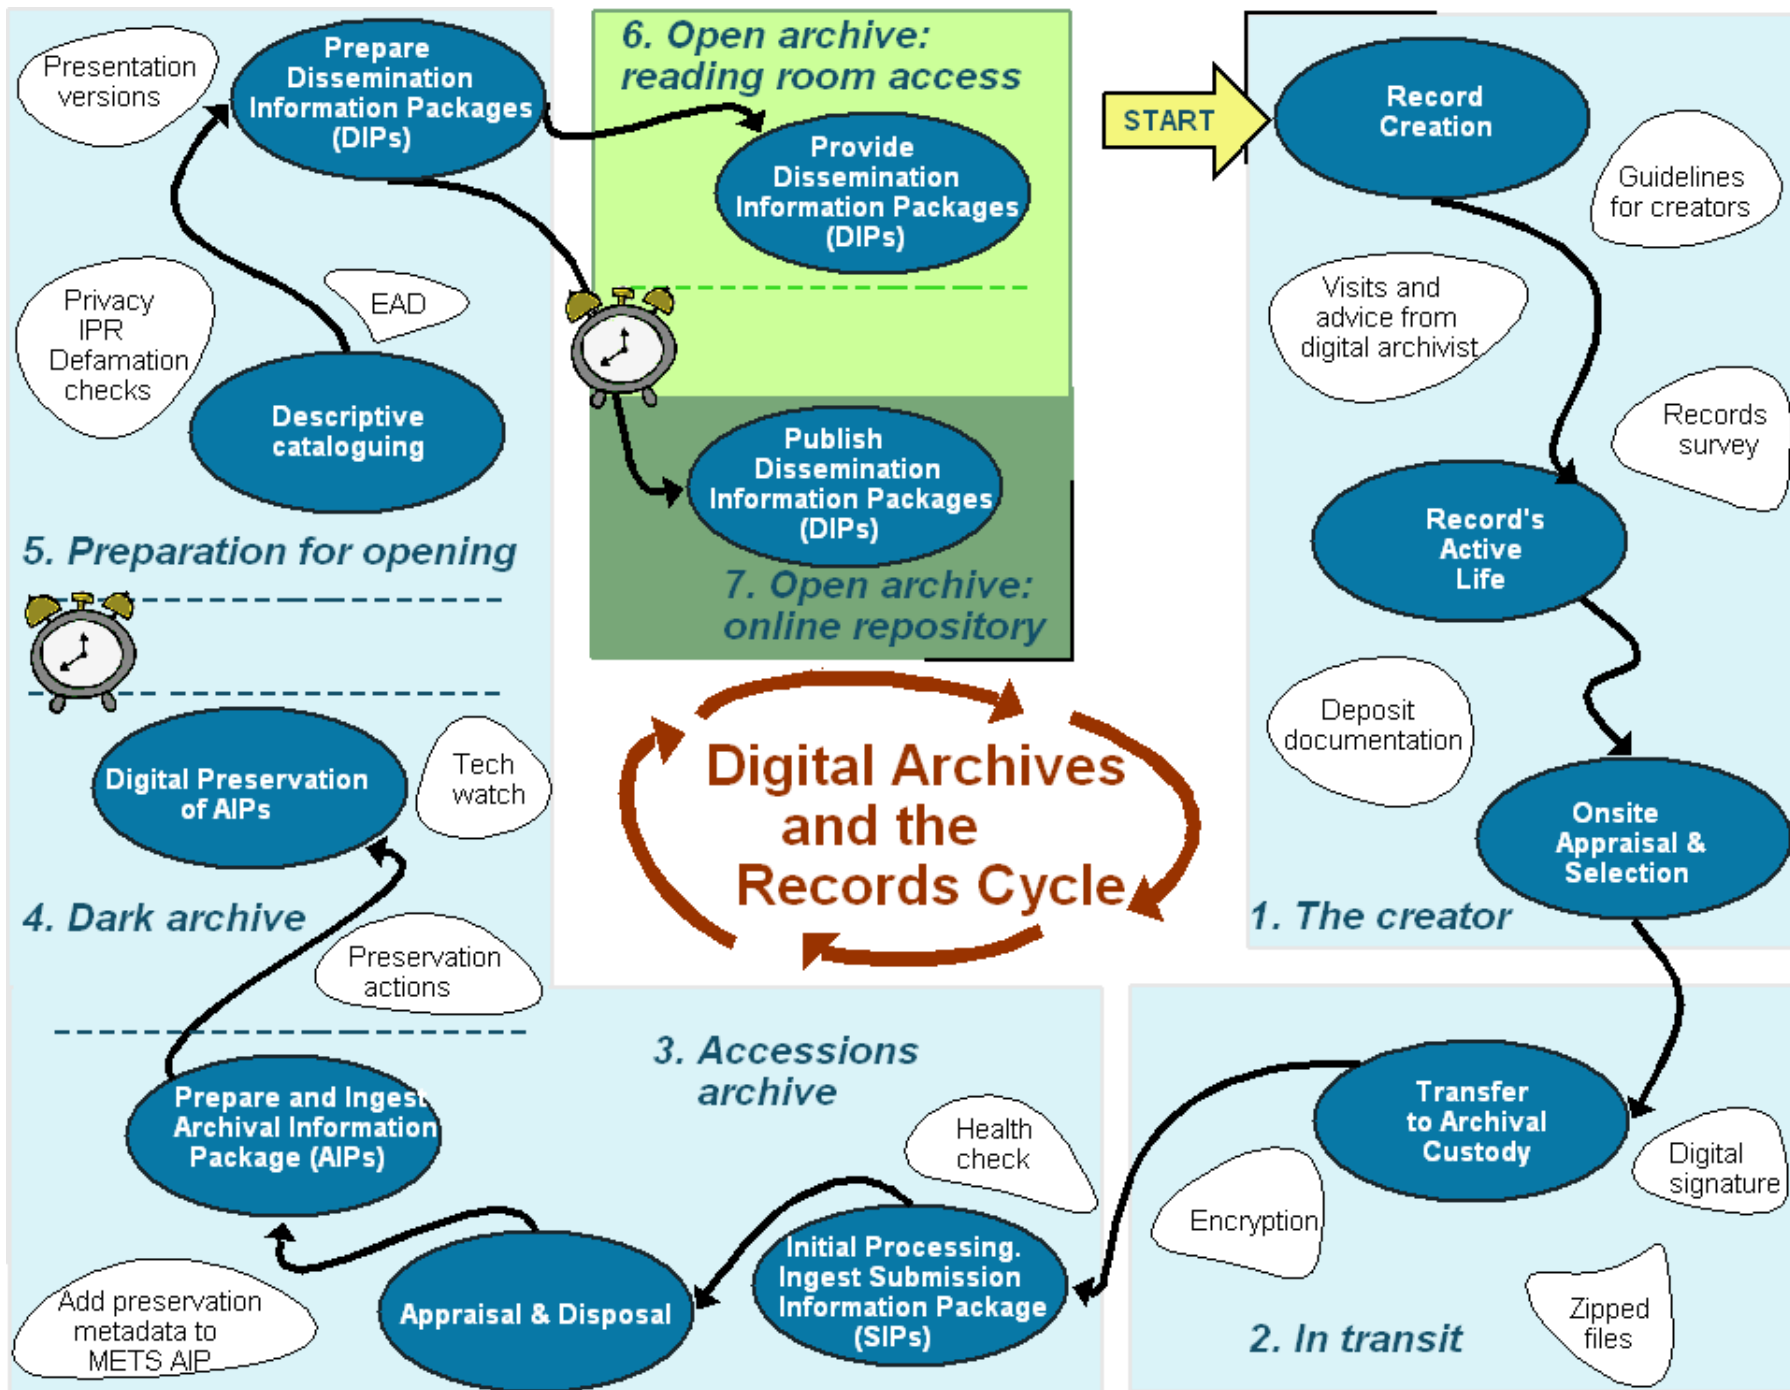 START
Record
Creation
Guidelines
for creators
Visits and
advice from
digital archivist
Records
survey
Record's
Active
Life
Deposit
documentation
Onsite
Appraisal &
Selection
1. The creator
Transfer
to Archival
Custody
Digital
signature
Encryption
Zipped
files
2. In transit
3. Accessions
archive
Health
check
Initial Processing.
Ingest Submission
Information Package
(SIPs)
Appraisal & Disposal
Prepare and Ingest
Archival Information
Package (AIPs)
Add preservation
metadata to
METS AIP
4. Dark archive
Preservation
actions
Digital Preservation
of AIPs
Tech
watch
5. Preparation for opening
Descriptive
cataloguing
EAD
Privacy
IPR
Defamation
checks
Presentation
versions
Prepare
Dissemination
Information Packages
(DIPs)
6. Open archive:
reading room access
Provide
Dissemination
Information Packages
(DIPs)
Publish
Dissemination
Information Packages
(DIPs)
7. Open archive:
online repository
Digital Archives
and the
Records Cycle